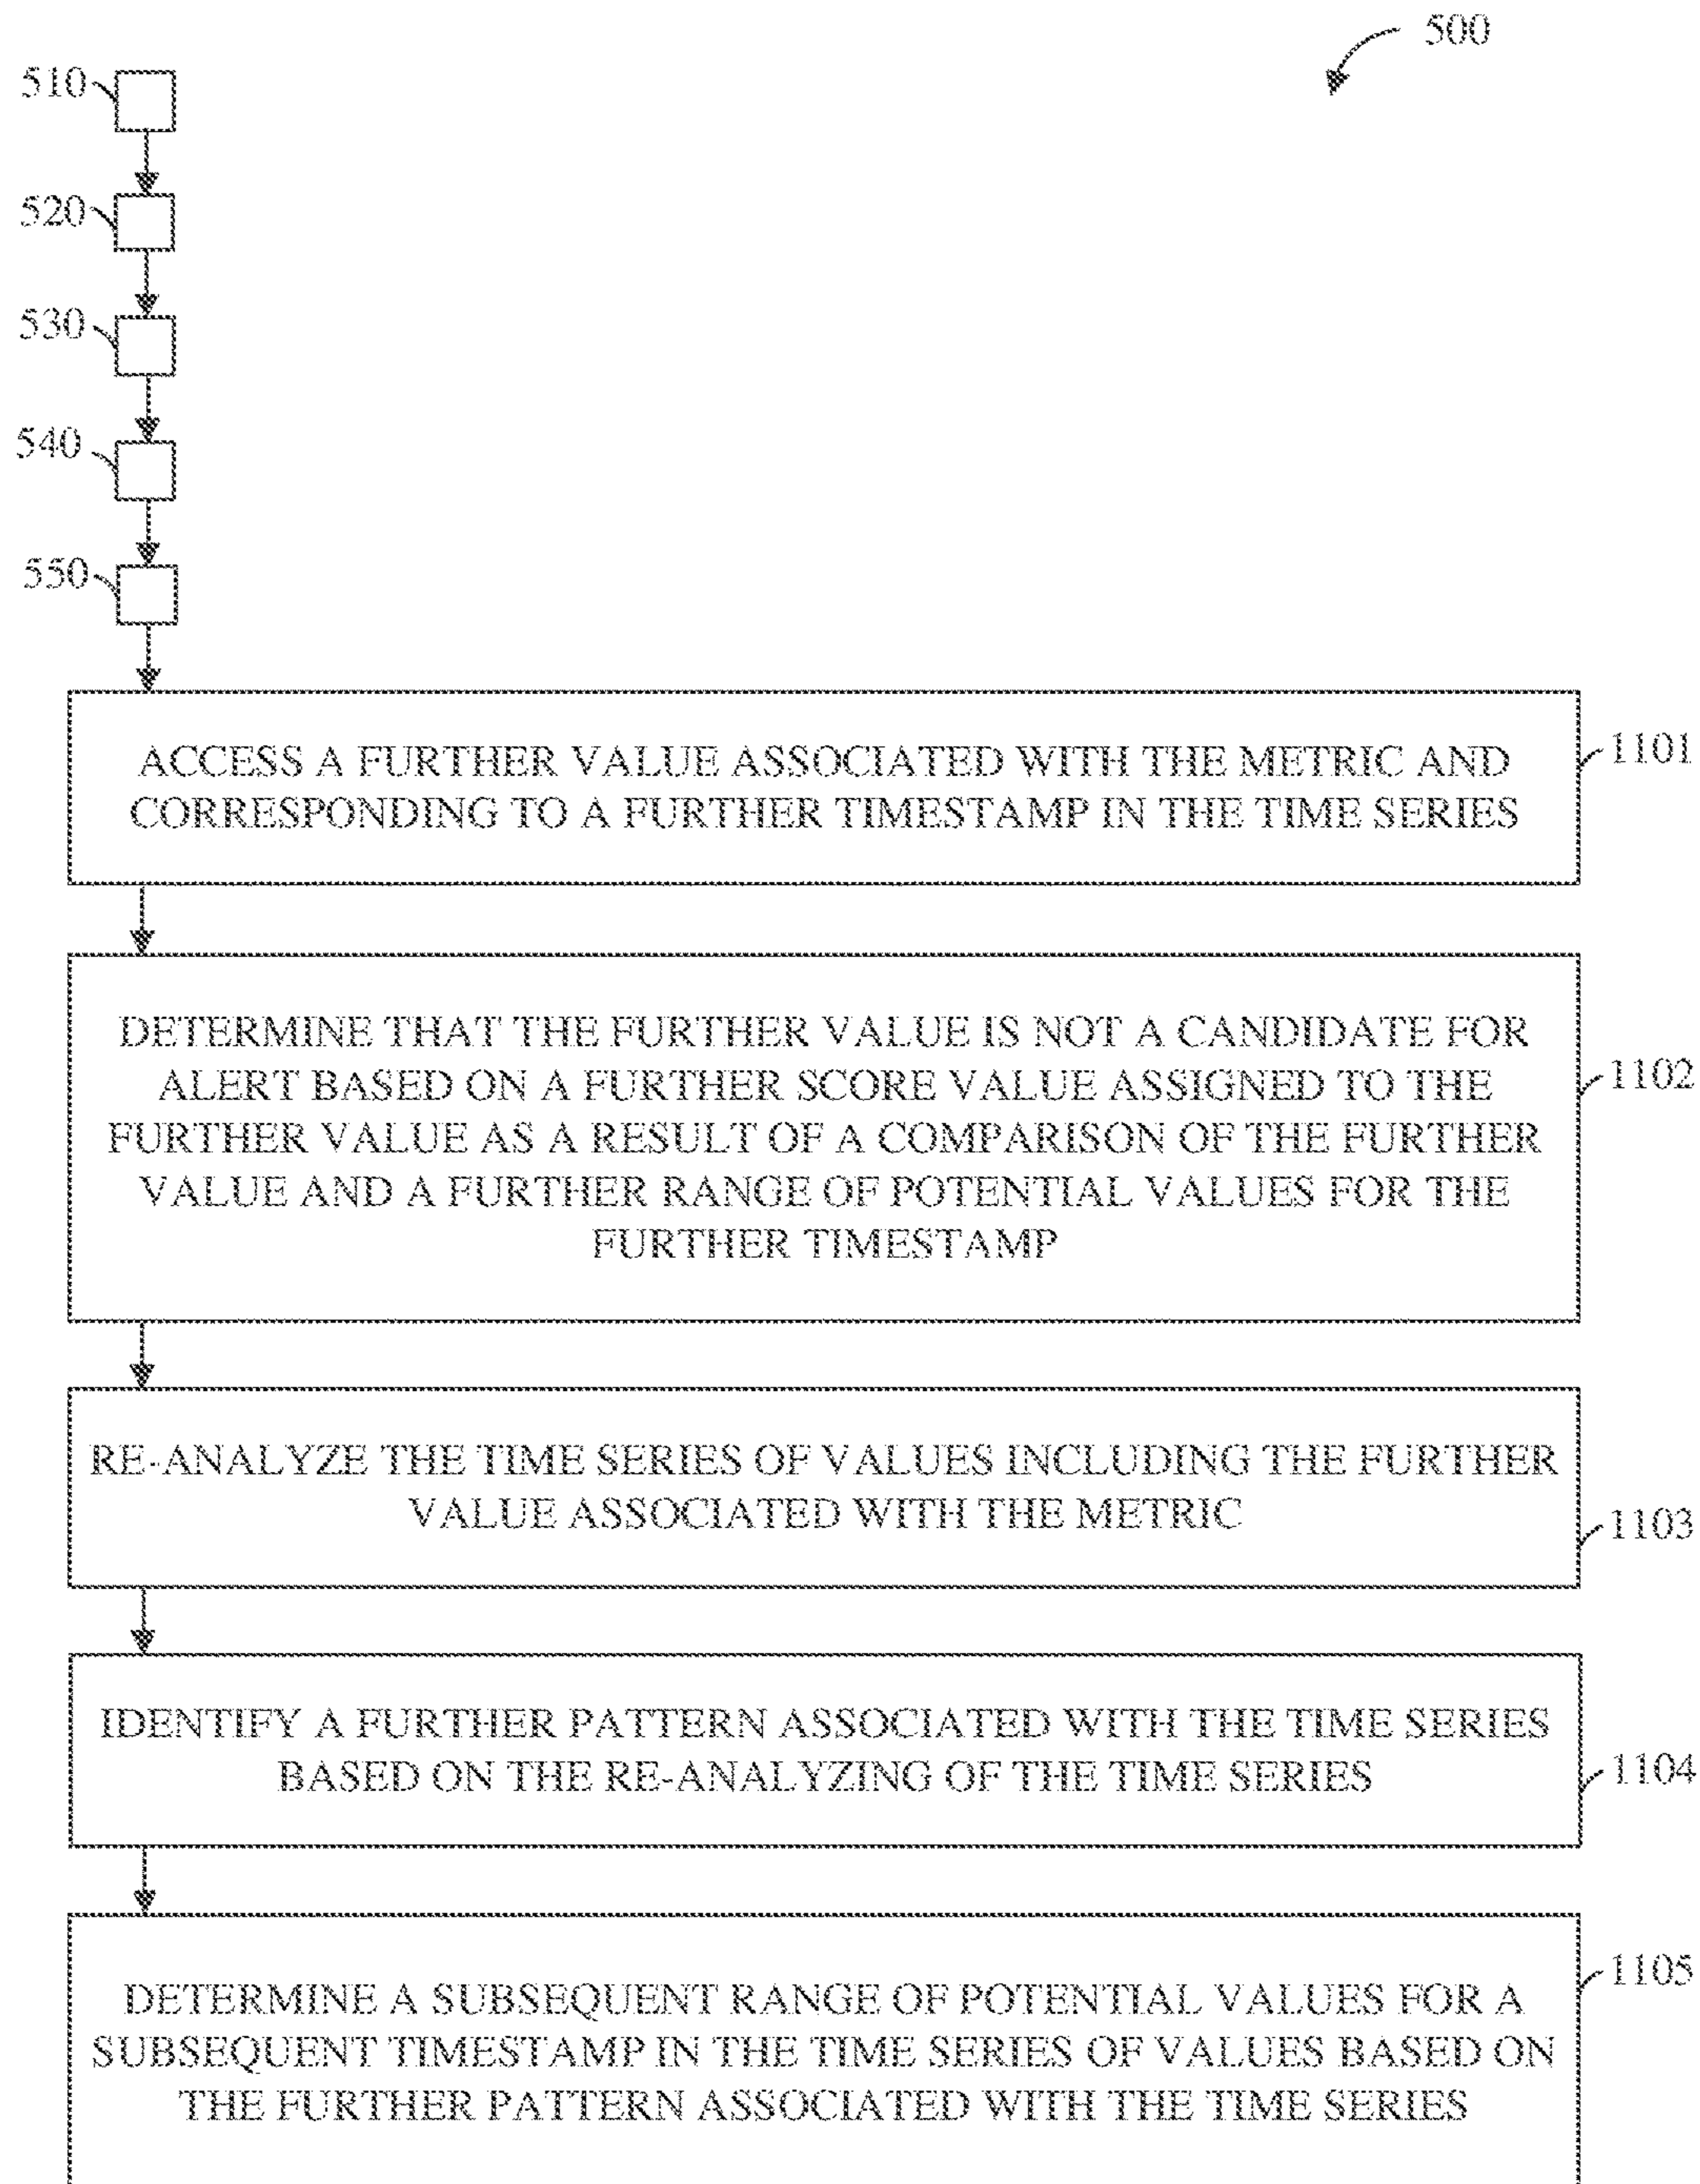 500
510
520
530
540
550
ACCESS A FURTHER VALUE ASSOCIATED WITH THE METRIC AND
CORRESPONDING TO A FURTHER TIMESTAMP IN THE TIME SERIES
1101
DETERMINE THAT THE FURTHER VALUE IS NOT A CANDIDATE FOR
ALERT BASED ON A FURTHER SCORE VALUE ASSIGNED TO THE
FURTHER VALUE AS A RESULT OF A COMPARISON OF THE FURTHER
VALUE AND A FURTHER RANGE OF POTENTIAL VALUES FOR THE
FURTHER TIMESTAMP
1102
RE-ANALYZE THE TIME SERIES OF VALUES INCLUDING THE FURTHER
VALUE ASSOCIATED WITH THE METRIC
1103
IDENTIFY A FURTHER PATTERN ASSOCIATED WITH THE TIME SERIES
BASED ON THE RE-ANALYZING OF THE TIME SERIES
1104
DETERMINE A SUBSEQUENT RANGE OF POTENTIAL VALUES FOR A
SUBSEQUENT TIMESTAMP IN THE TIME SERIES OF VALUES BASED ON
THE FURTHER PATTERN ASSOCIATED WITH THE TIME SERIES
1105